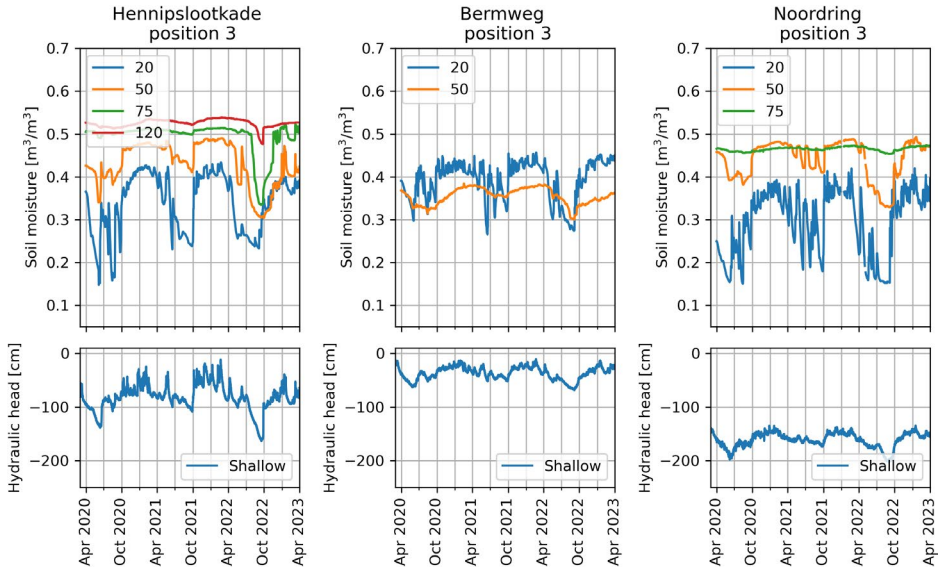 Hennipslootkade
position 3
Bermweg
position 3
Noordring
position 3
Soil moisture [m³/m³]
0.7
0.6
0.5
0.4
0.3
0.2
0.1
20
50
75
120
Soil moisture [m³/m³]
0.7
0.6
0.5
0.4
0.3
0.2
0.1
20
50
Soil moisture [m³/m³]
0.7
0.6
0.5
0.4
0.3
0.2
0.1
20
50
75
Hydraulic head [cm]
0
−100
−200
Shallow
Apr 2020
Oct 2020
Apr 2021
Oct 2021
Apr 2022
Oct 2022
Apr 2023
Hydraulic head [cm]
0
−100
−200
Shallow
Apr 2020
Oct 2020
Apr 2021
Oct 2021
Apr 2022
Oct 2022
Apr 2023
Hydraulic head [cm]
0
−100
−200
Shallow
Apr 2020
Oct 2020
Apr 2021
Oct 2021
Apr 2022
Oct 2022
Apr 2023